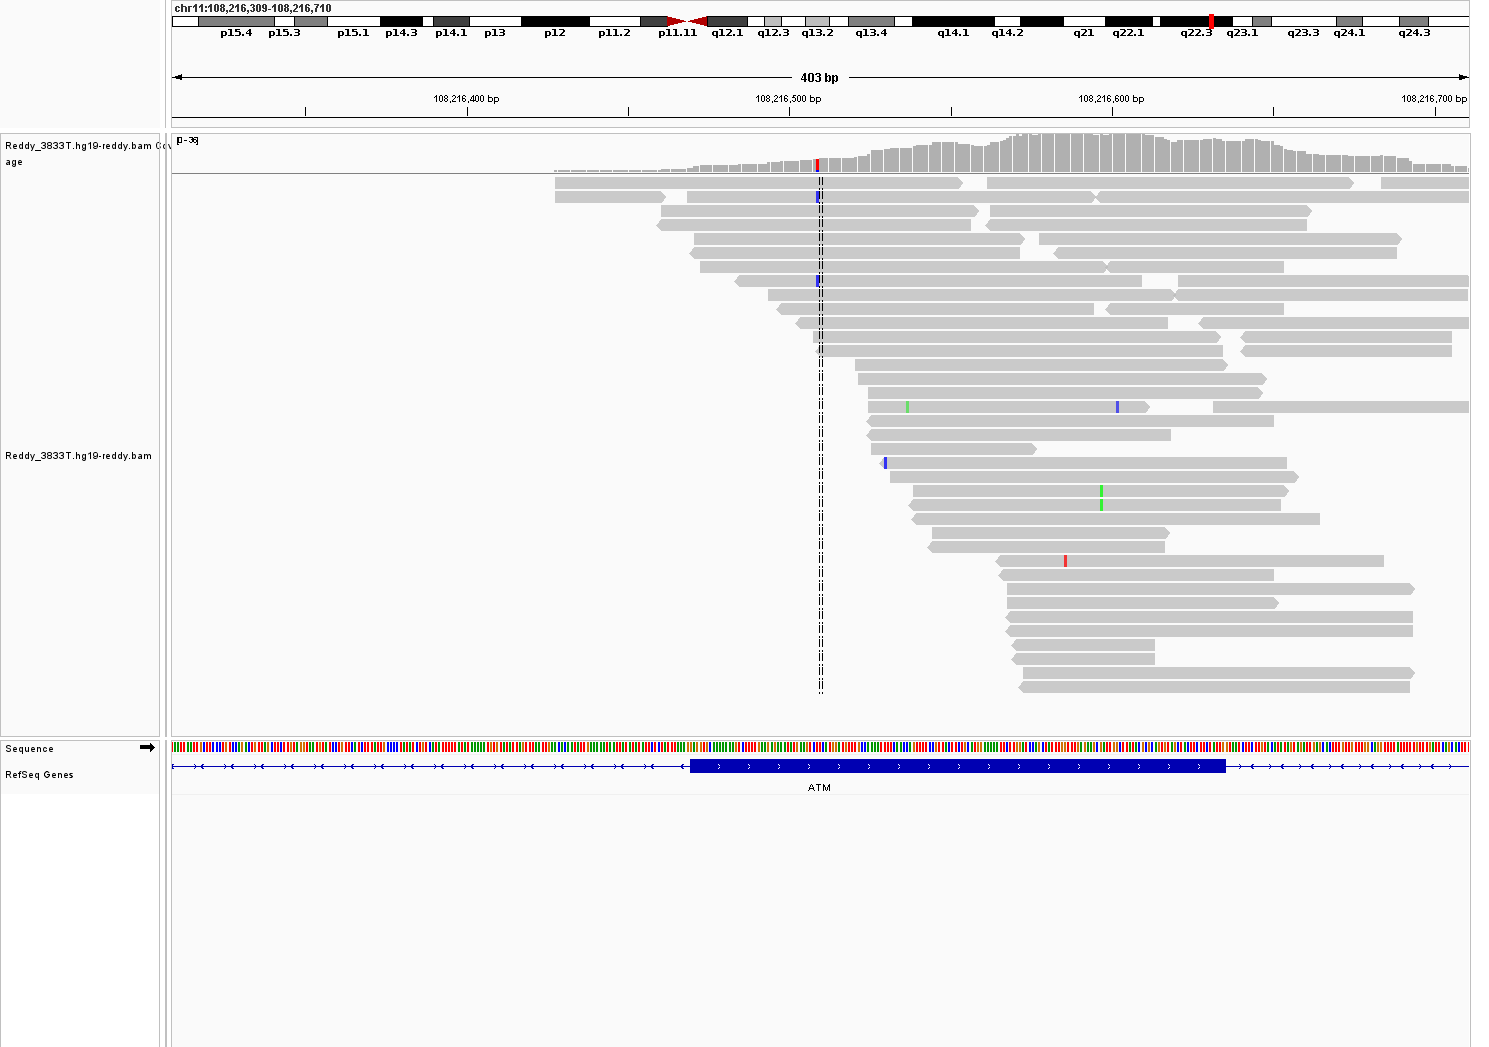 chr11:108,216,309-108,216,710
p15.4 p15.3 p15.1 p14.3 p14.1 p13 p12 p11.2 p11.11 q12.1 q12.3 q13.2 q13.4 q14.1 q14.2 q21 q22.1 q22.3 q23.1 q23.3 q24.1 q24.3
403 bp
108,216,400 bp 108,216,500 bp 108,216,600 bp 108,216,700 bp
[0-36]
Reddy_3833T.hg19-reddy.bam Cov
age
Reddy_3833T.hg19-reddy.bam
Sequence
RefSeq Genes
ATM